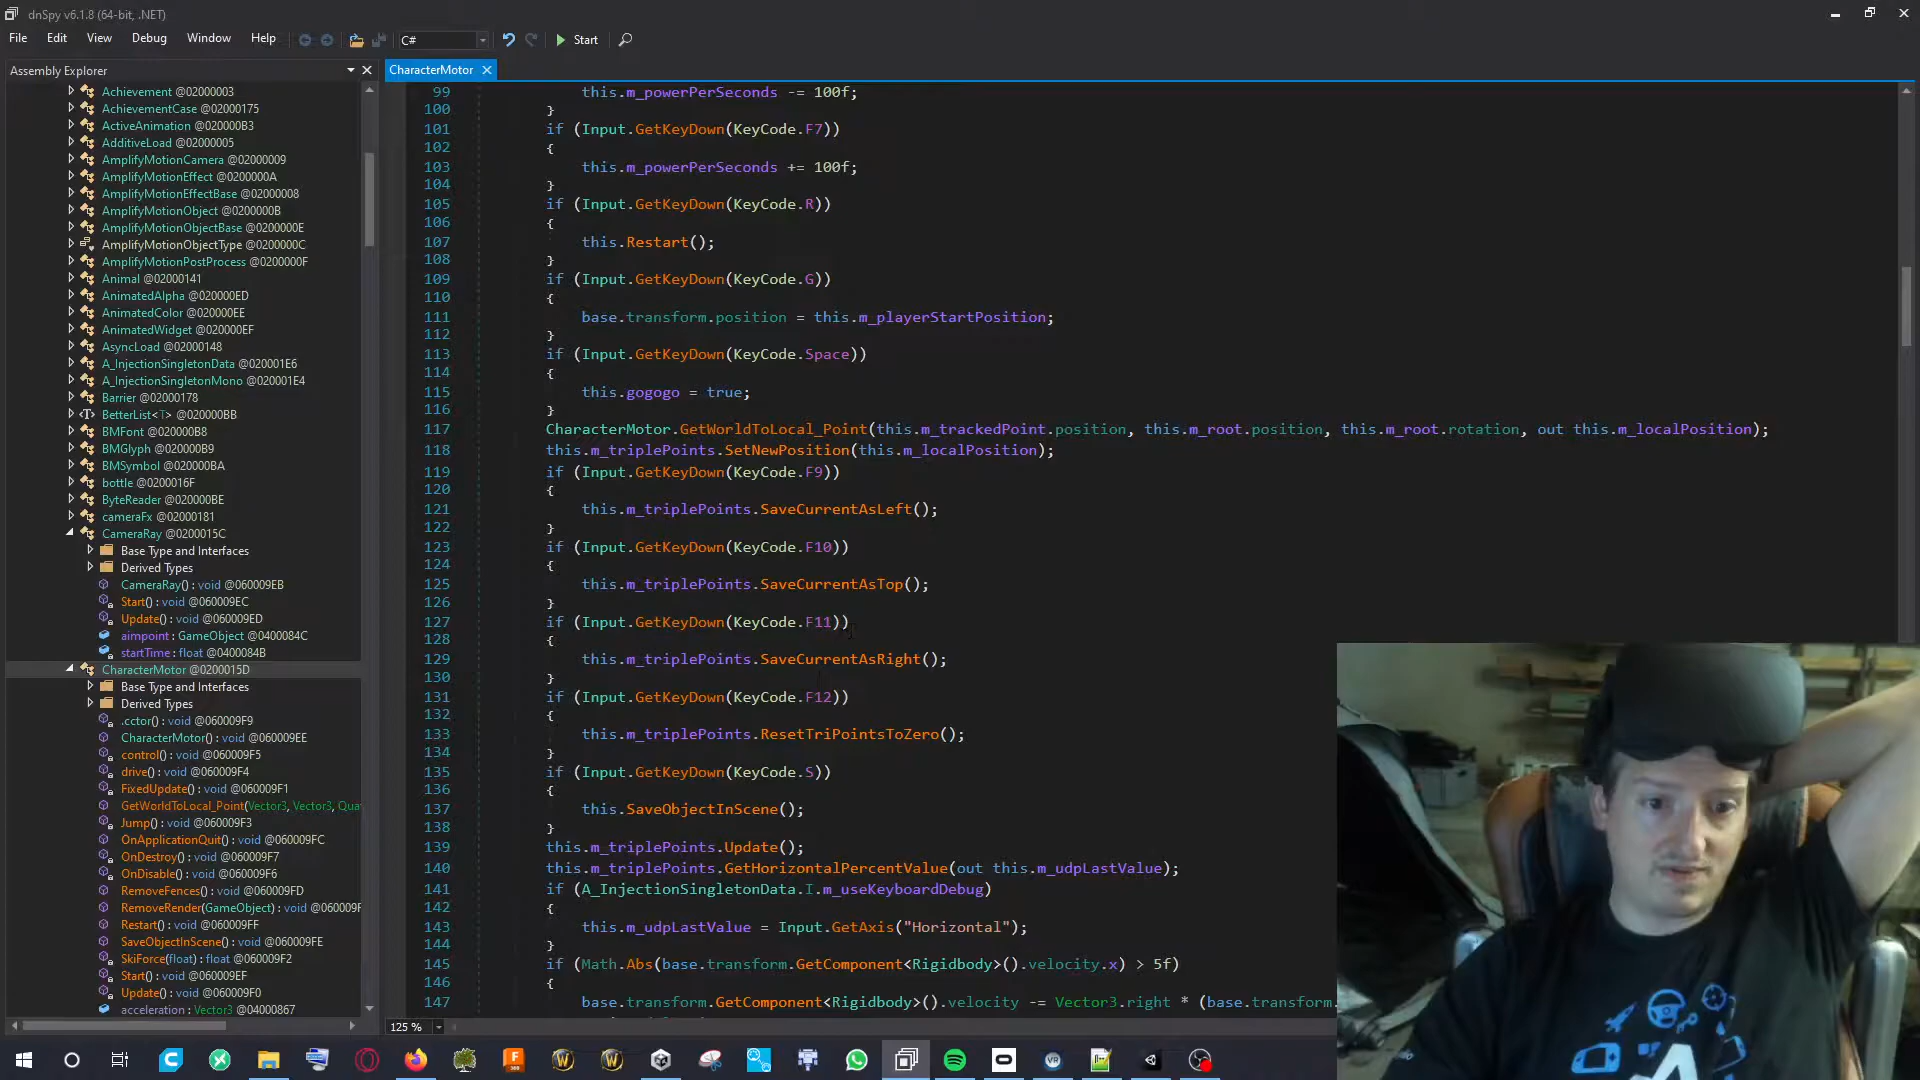 dnSpy v6.1.8 (64-bit, .NET)
File Edit View Debug Window Help C# Start
Assembly Explorer
CharacterMotor
Achievement @02000003
AchievementCase @02000175
ActiveAnimation @020000B3
AdditiveLoad @02000005
AmplifyMotionCamera @02000009
AmplifyMotionEffect @0200000A
AmplifyMotionEffectBase @02000008
AmplifyMotionObject @0200000B
AmplifyMotionObjectBase @0200000E
AmplifyMotionObjectType @0200000C
AmplifyMotionPostProcess @0200000F
Animal @02000141
AnimatedAlpha @020000ED
AnimatedColor @020000EE
AnimatedWidget @020000EF
AsyncLoad @02000148
A_InjectionSingletonData @020001E6
A_InjectionSingletonMono @020001E4
Barrier @02000178
BetterList<T> @020000BB
BMFont @020000B8
BMGlyph @020000B9
BMSymbol @020000BA
bottle @0200016F
ByteReader @020000BE
cameraFx @02000181
CameraRay @0200015C
Base Type and Interfaces
Derived Types
CameraRay() : void @060009EB
Start() : void @060009EC
Update() : void @060009ED
aimpoint : GameObject @0400084C
startTime : float @0400084B
CharacterMotor @0200015D
Base Type and Interfaces
Derived Types
.cctor() : void @060009F9
CharacterMotor() : void @060009EE
control() : void @060009F5
drive() : void @060009F4
FixedUpdate() : void @060009F1
GetWorldToLocal_Point(Vector3, Vector3, Qua
Jump() : void @060009F3
OnApplicationQuit() : void @060009FC
OnDestroy() : void @060009F7
OnDisable() : void @060009F6
RemoveFences() : void @060009FD
RemoveRender(GameObject) : void @060009F
Restart() : void @060009FF
SaveObjectInScene() : void @060009FE
SkiForce(float) : float @060009F2
Start() : void @060009EF
Update() : void @060009F0
acceleration : Vector3 @04000867
99 this.m_powerPerSeconds -= 100f;
100 }
101 if (Input.GetKeyDown(KeyCode.F7))
102 {
103 this.m_powerPerSeconds += 100f;
104 }
105 if (Input.GetKeyDown(KeyCode.R))
106 {
107 this.Restart();
108 }
109 if (Input.GetKeyDown(KeyCode.G))
110 {
111 base.transform.position = this.m_playerStartPosition;
112 }
113 if (Input.GetKeyDown(KeyCode.Space))
114 {
115 this.gogogo = true;
116 }
117 CharacterMotor.GetWorldToLocal_Point(this.m_trackedPoint.position, this.m_root.position, this.m_root.rotation, out this.m_localPosition);
118 this.m_triplePoints.SetNewPosition(this.m_localPosition);
119 if (Input.GetKeyDown(KeyCode.F9))
120 {
121 this.m_triplePoints.SaveCurrentAsLeft();
122 }
123 if (Input.GetKeyDown(KeyCode.F10))
124 {
125 this.m_triplePoints.SaveCurrentAsTop();
126 }
127 if (Input.GetKeyDown(KeyCode.F11))
128 {
129 this.m_triplePoints.SaveCurrentAsRight();
130 }
131 if (Input.GetKeyDown(KeyCode.F12))
132 {
133 this.m_triplePoints.ResetTriPointsToZero();
134 }
135 if (Input.GetKeyDown(KeyCode.S))
136 {
137 this.SaveObjectInScene();
138 }
139 this.m_triplePoints.Update();
140 this.m_triplePoints.GetHorizontalPercentValue(out this.m_udpLastValue);
141 if (A_InjectionSingletonData.I.m_useKeyboardDebug)
142 {
143 this.m_udpLastValue = Input.GetAxis("Horizontal");
144 }
145 if (Math.Abs(base.transform.GetComponent<Rigidbody>().velocity.x) > 5f)
146 {
147 base.transform.GetComponent<Rigidbody>().velocity -= Vector3.right * (base.transform.
125 %